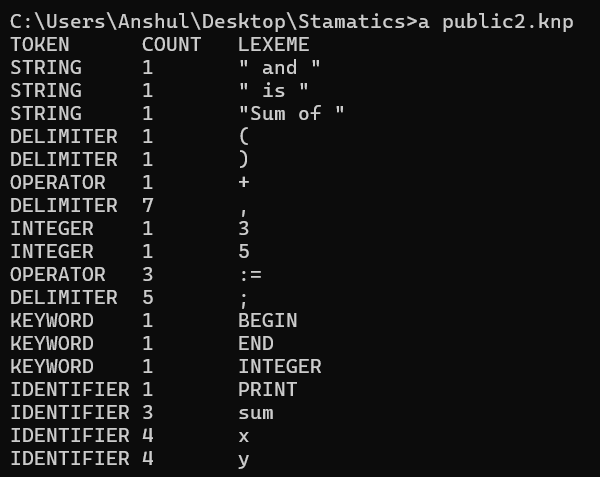 C:\Users\Anshul\Desktop\Stamatics>a public2.knp
TOKEN      COUNT   LEXEME
STRING     1       " and "
STRING     1       " is "
STRING     1       "Sum of "
DELIMITER  1       (
DELIMITER  1       )
OPERATOR   1       +
DELIMITER  7       ,
INTEGER    1       3
INTEGER    1       5
OPERATOR   3       :=
DELIMITER  5       ;
KEYWORD    1       BEGIN
KEYWORD    1       END
KEYWORD    1       INTEGER
IDENTIFIER 1       PRINT
IDENTIFIER 3       sum
IDENTIFIER 4       x
IDENTIFIER 4       y